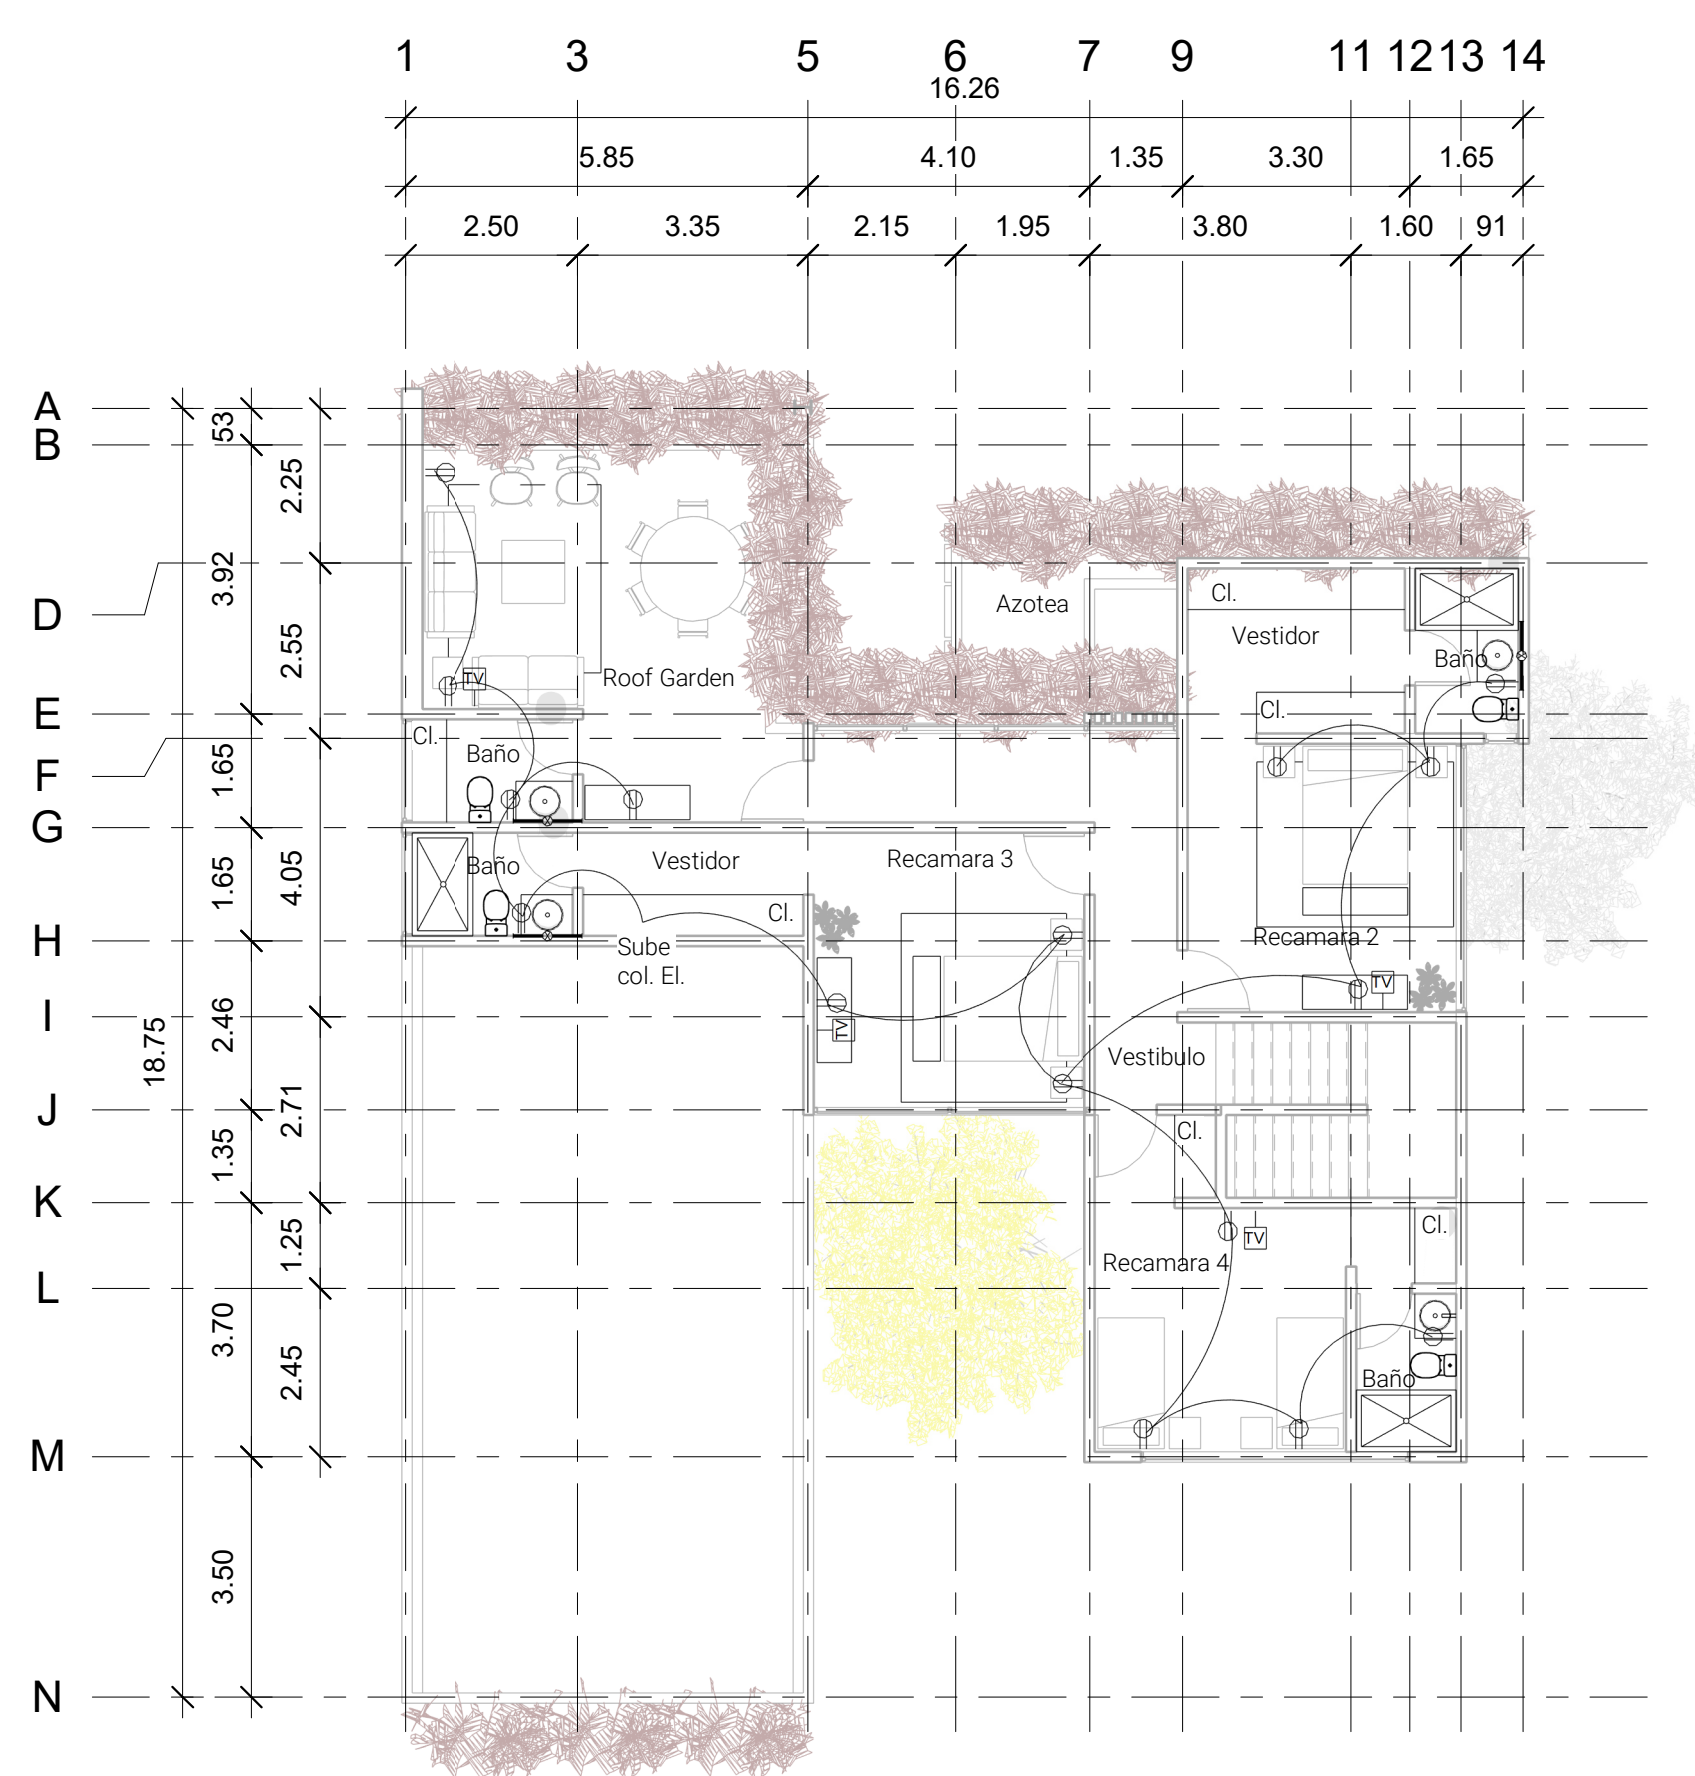 1 3 5 6 7 9 11 12 13 14
16.26
5.85 4.10 1.35 3.30 1.65
2.50 3.35 2.15 1.95 3.80 1.60 91
A
B
D
E
F
G
H
I
J
K
L
M
N
18.75
53
3.92
1.65
1.65
2.46
1.35
3.70
3.50
2.25
2.55
4.05
2.71
1.25
2.45
Roof Garden
TV
Azotea
Cl.
Vestidor
Baño
Cl.
Cl.
Baño
Baño
Vestidor
Recamara 3
Cl.
Sube
col. El.
TV
Recamara 2
TV
Vestibulo
Cl.
Recamara 4
TV
Cl.
Baño